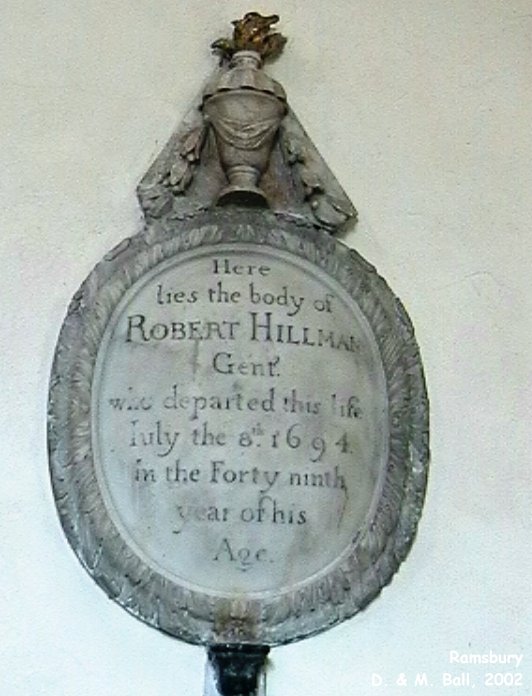 Here
lies the body of
ROBERT HILLMAN
Gent.
who departed this life
Iuly the 8th. 1694
in the Forty ninth
year of his
Age.
Ramsbury
D. & M. Ball, 2002